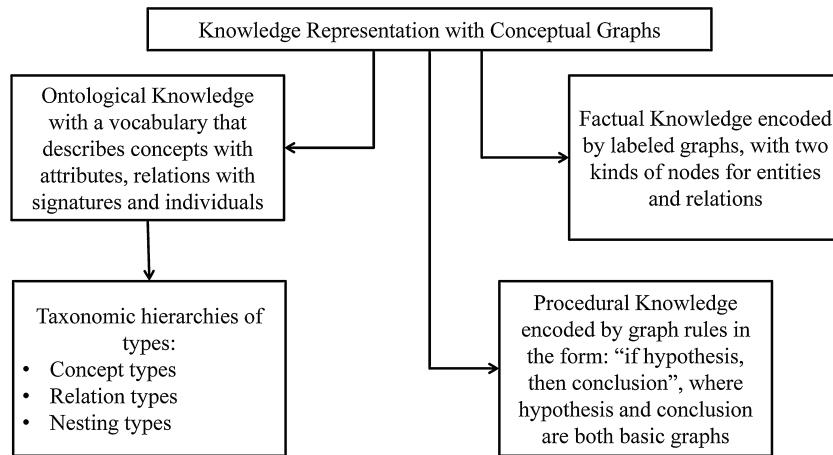 Knowledge Representation with Conceptual Graphs
Ontological Knowledge
with a vocabulary that
describes concepts with
attributes, relations with
signatures and individuals
Factual Knowledge encoded
by labeled graphs, with two
kinds of nodes for entities
and relations
Taxonomic hierarchies of
types:
• Concept types
• Relation types
• Nesting types
Procedural Knowledge
encoded by graph rules in
the form: “if hypothesis,
then conclusion”, where
hypothesis and conclusion
are both basic graphs